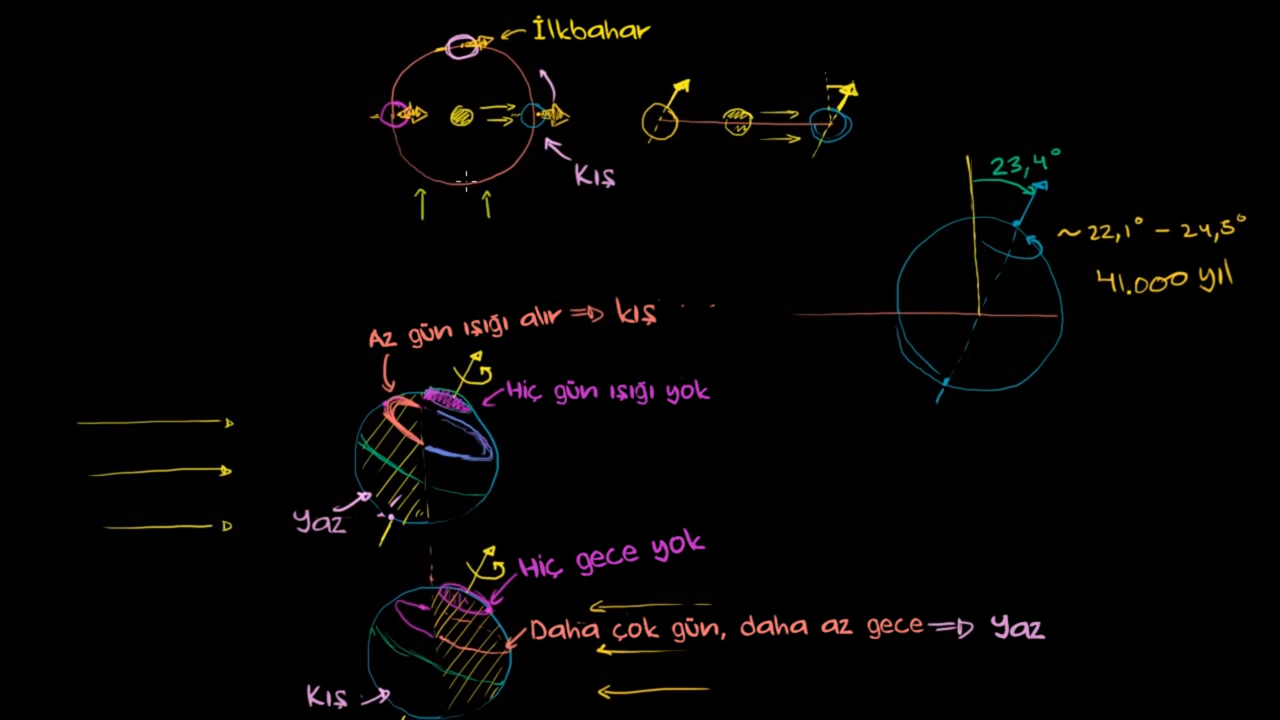 İlkbahar
Kış
23,4°
~ 22,1° - 24,5°
41.000 yıl
Az gün ışığı alır ⇒ kış
Hiç gün ışığı yok
Yaz
Hiç gece yok
Daha çok gün, daha az gece ⇒ Yaz
Kış